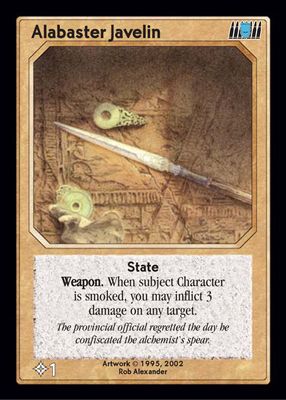 Alabaster Javelin
State
Weapon. When subject Character
is smoked, you may inflict 3
damage on any target.
The provincial official regretted the day he
confiscated the alchemist's spear.
Artwork © 1995, 2002
Rob Alexander
1